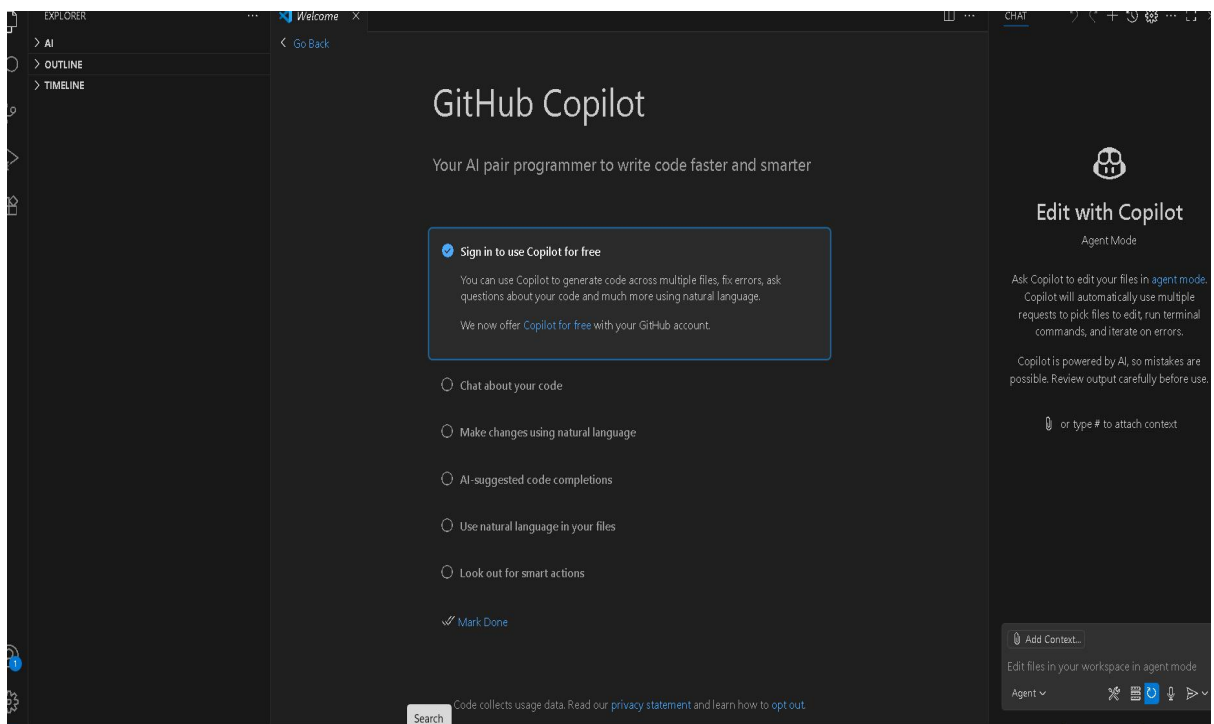 EXPLORER
AI
OUTLINE
TIMELINE
Welcome
Go Back
GitHub Copilot
Your AI pair programmer to write code faster and smarter
Sign in to use Copilot for free
You can use Copilot to generate code across multiple files, fix errors, ask
questions about your code and much more using natural language.
We now offer Copilot for free with your GitHub account.
Chat about your code
Make changes using natural language
AI-suggested code completions
Use natural language in your files
Look out for smart actions
Mark Done
Code collects usage data. Read our privacy statement and learn how to opt out.
Search
CHAT
Edit with Copilot
Agent Mode
Ask Copilot to edit your files in agent mode.
Copilot will automatically use multiple
requests to pick files to edit, run terminal
commands, and iterate on errors.
Copilot is powered by AI, so mistakes are
possible. Review output carefully before use.
or type # to attach context
Add Context...
Edit files in your workspace in agent mode
Agent
1